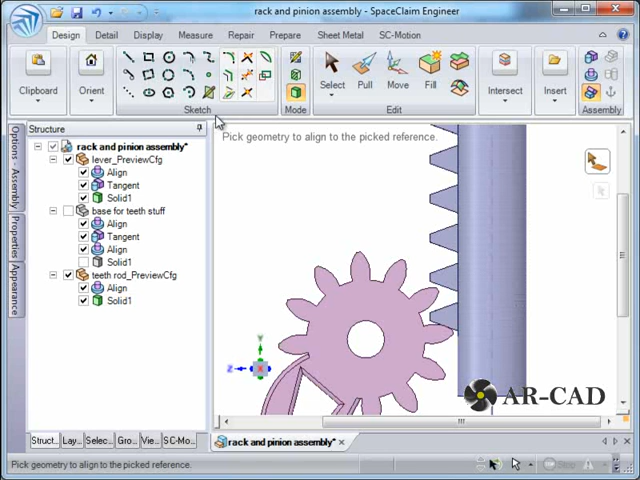 rack and pinion assembly* - SpaceClaim Engineer
Design
Detail
Display
Measure
Repair
Prepare
Sheet Metal
SC-Motion
Clipboard
Orient
Sketch
Mode
Select
Pull
Move
Fill
Edit
Intersect
Insert
Assembly
Options - Assembly
Properties
Appearance
Structure
rack and pinion assembly*
lever_PreviewCfg
Align
Tangent
Solid1
base for teeth stuff
Align
Tangent
Align
Solid1
teeth rod_PreviewCfg
Align
Solid1
Struct...
Lay...
Selec...
Gro...
Vie...
SC-Mo...
Pick geometry to align to the picked reference.
Y
Z
X
AR-CAD
rack and pinion assembly*
Pick geometry to align to the picked reference.